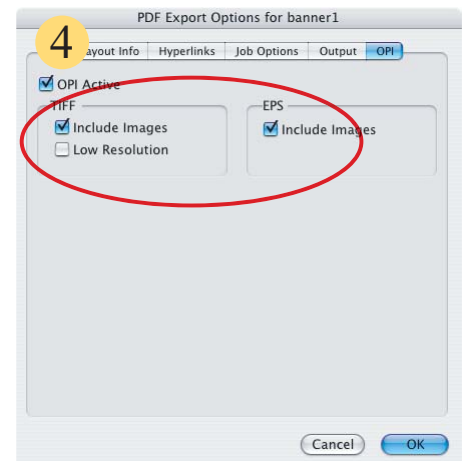 PDF Export Options for banner1
4
ayout Info Hyperlinks Job Options Output OPI
OPI Active
TIFF EPS
Include Images Include Images
Low Resolution
Cancel OK